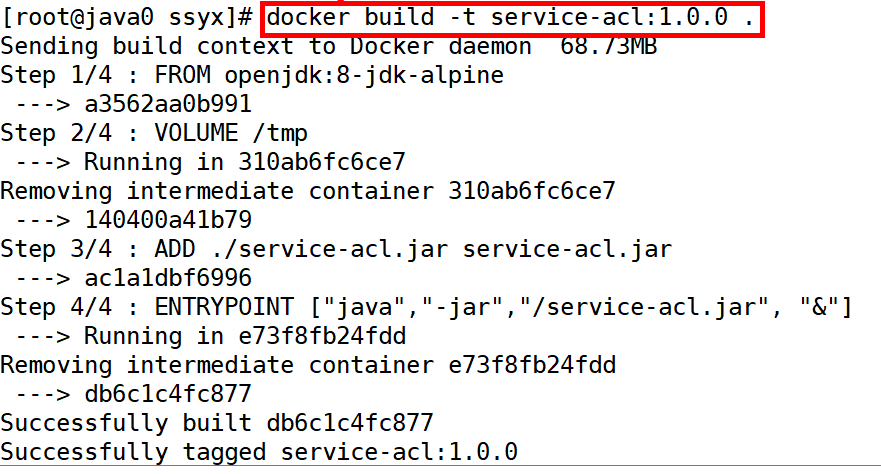 [root@java0 ssyx]# docker build -t service-acl:1.0.0 .
Sending build context to Docker daemon  68.73MB
Step 1/4 : FROM openjdk:8-jdk-alpine
 ---> a3562aa0b991
Step 2/4 : VOLUME /tmp
 ---> Running in 310ab6fc6ce7
Removing intermediate container 310ab6fc6ce7
 ---> 140400a41b79
Step 3/4 : ADD ./service-acl.jar service-acl.jar
 ---> ac1a1dbf6996
Step 4/4 : ENTRYPOINT ["java","-jar","/service-acl.jar", "&"]
 ---> Running in e73f8fb24fdd
Removing intermediate container e73f8fb24fdd
 ---> db6c1c4fc877
Successfully built db6c1c4fc877
Successfully tagged service-acl:1.0.0